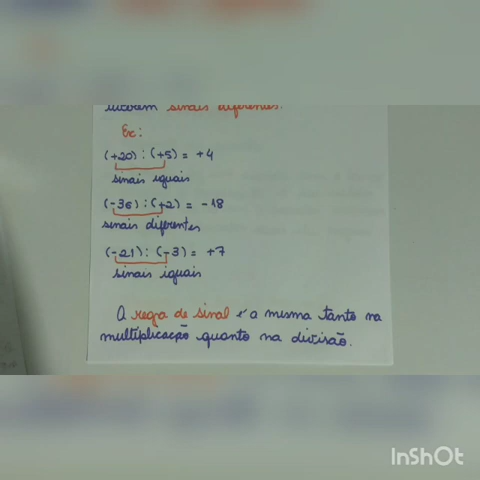 sinais diferentes.
Ex:
(+20) : (+5) = +4
sinais iguais
(-36) : (+2) = -18
sinais diferentes
(-21) : (-3) = +7
sinais iguais
A rega de sinal é a mesma tanto na
multiplicação quanto na divisão.
InShOt